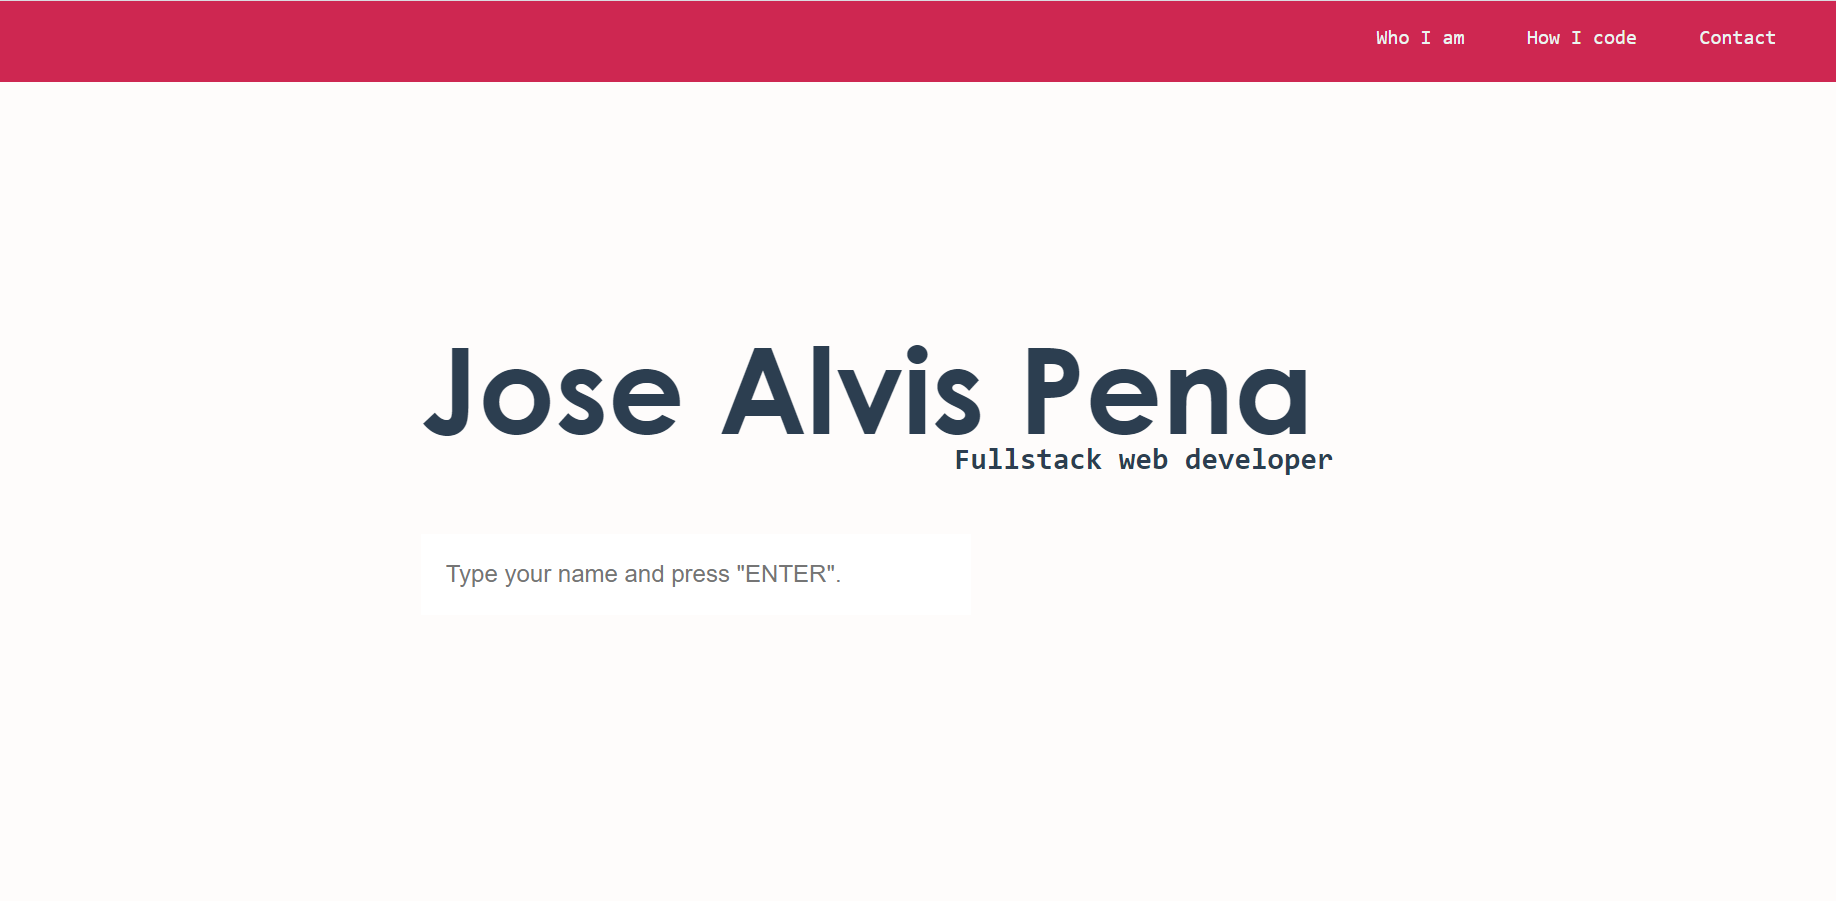 Who I am How I code Contact
Jose Alvis Pena
Fullstack web developer
Type your name and press "ENTER".